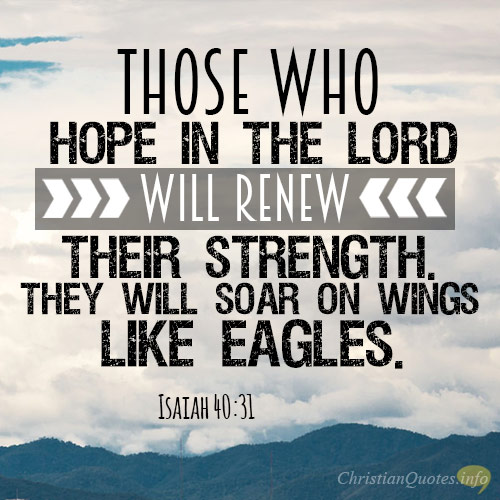 THOSE WHO
HOPE IN THE LORD
WILL RENEW
THEIR STRENGTH.
THEY WILL SOAR ON WINGS
LIKE EAGLES.
ISAIAH 40:31
ChristianQuotes.info